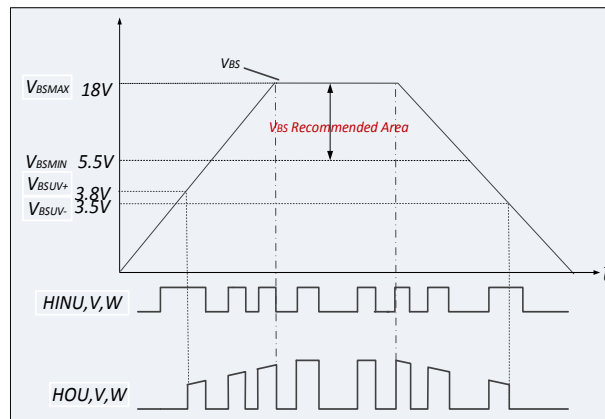 VBS
VBSMAX 18V
VBS Recommended Area
VBSMIN 5.5V
VBSUV+ 3.8V
VBSUV- 3.5V
HINU,V,W
HOU,V,W